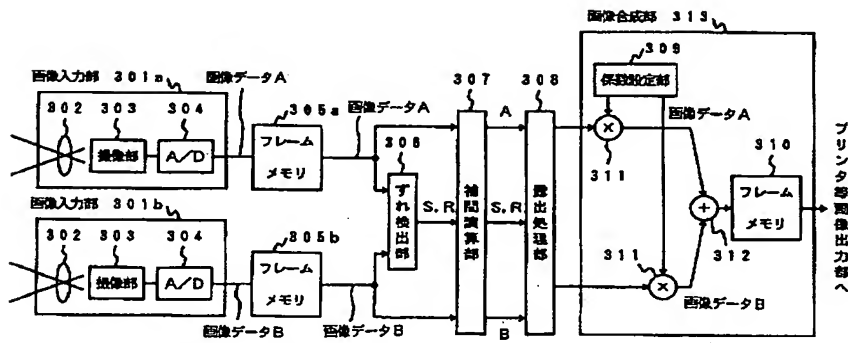 画像合成部 313
309
係数設定部
画像入力部 301a
画像データA
302 303 304
撮像部
A/D
305a
フレーム
メモリ
画像データA
306
ずれ検出部
307
補間演算部
308
露出処理部
A
S,R
S,R
B
画像データA
311
310
フレーム
メモリ
312
311
画像データB
プリンタ等画像出力部へ
画像入力部 301b
302 303 304
撮像部
A/D
305b
フレーム
メモリ
画像データB
画像データB